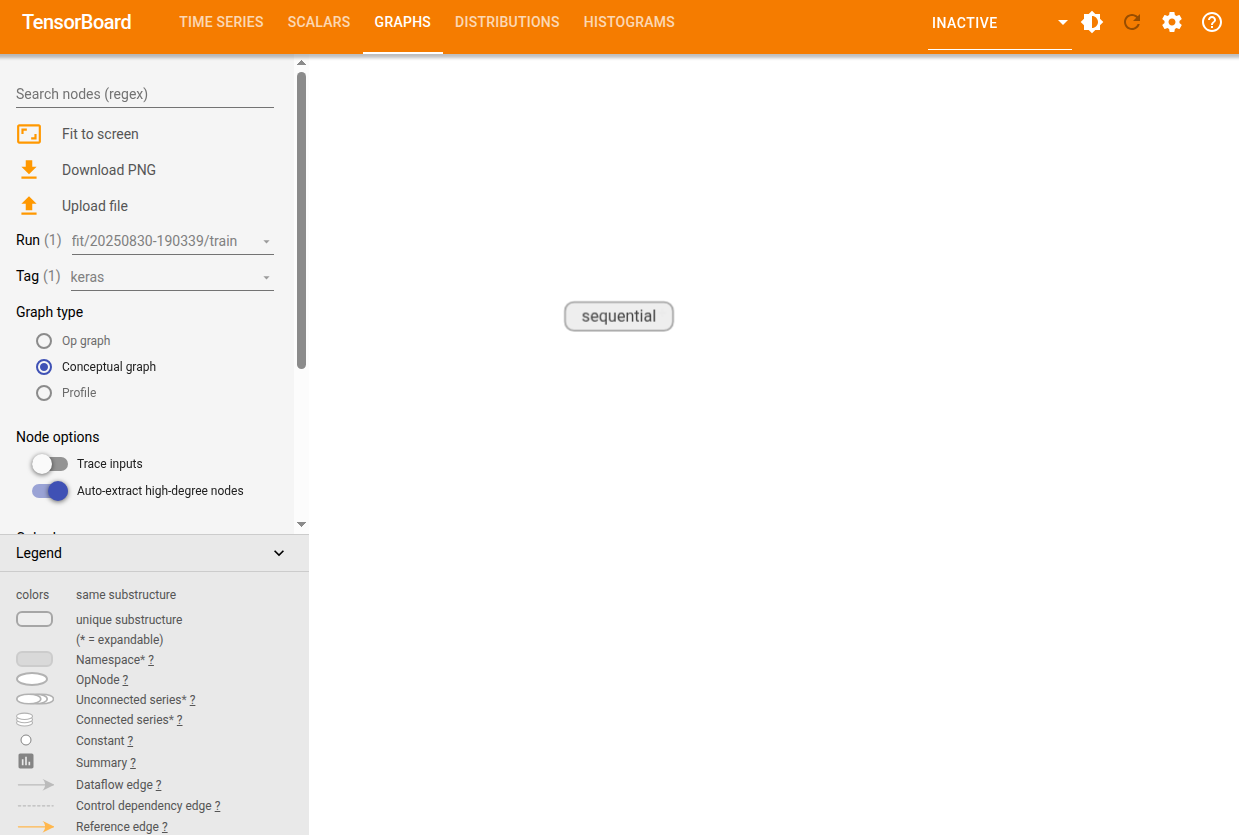 TensorBoard
TIME SERIES SCALARS GRAPHS DISTRIBUTIONS HISTOGRAMS
INACTIVE
Search nodes (regex)
Fit to screen
Download PNG
Upload file
Run (1) fit/20250830-190339/train
Tag (1) keras
Graph type
Op graph
Conceptual graph
Profile
Node options
Trace inputs
Auto-extract high-degree nodes
sequential
Legend
colors same substructure
unique substructure
(* = expandable)
Namespace* ?
OpNode ?
Unconnected series* ?
Connected series* ?
Constant ?
Summary ?
Dataflow edge ?
Control dependency edge ?
Reference edge ?